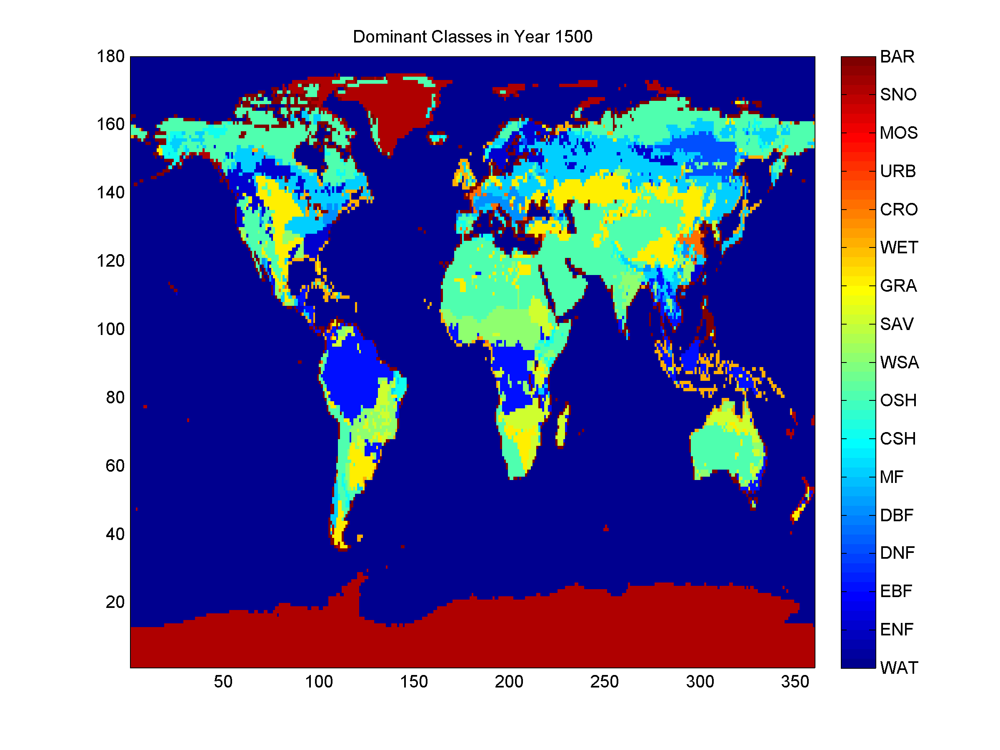 Dominant Classes in Year 1500
180
160
140
120
100
80
60
40
20
50 100 150 200 250 300 350
BAR
SNO
MOS
URB
CRO
WET
GRA
SAV
WSA
OSH
CSH
MF
DBF
DNF
EBF
ENF
WAT